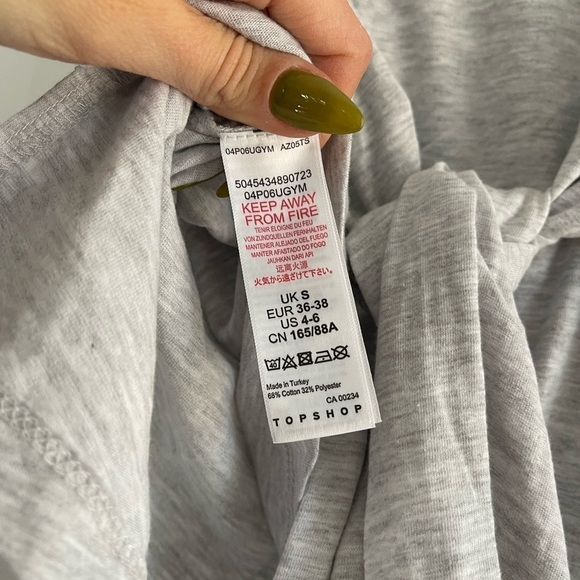 04P06UGYM AZ05TS
5045434890723
04P06UGYM
KEEP AWAY
FROM FIRE
TENIR ELOIGNE DU FEU
VON ZUNDQUELLEN FERNHALTEN
MANTENER ALEJADO DEL FUEGO
MANTER AFASTADO DO FOGO
JAUHKAN DARI API
远离火源
火気から遠ざけて下さい。
UK S
EUR 36-38
US 4-6
CN 165/88A
40
Made in Turkey
68% Cotton 32% Polyester
CA 00234
TOPSHOP